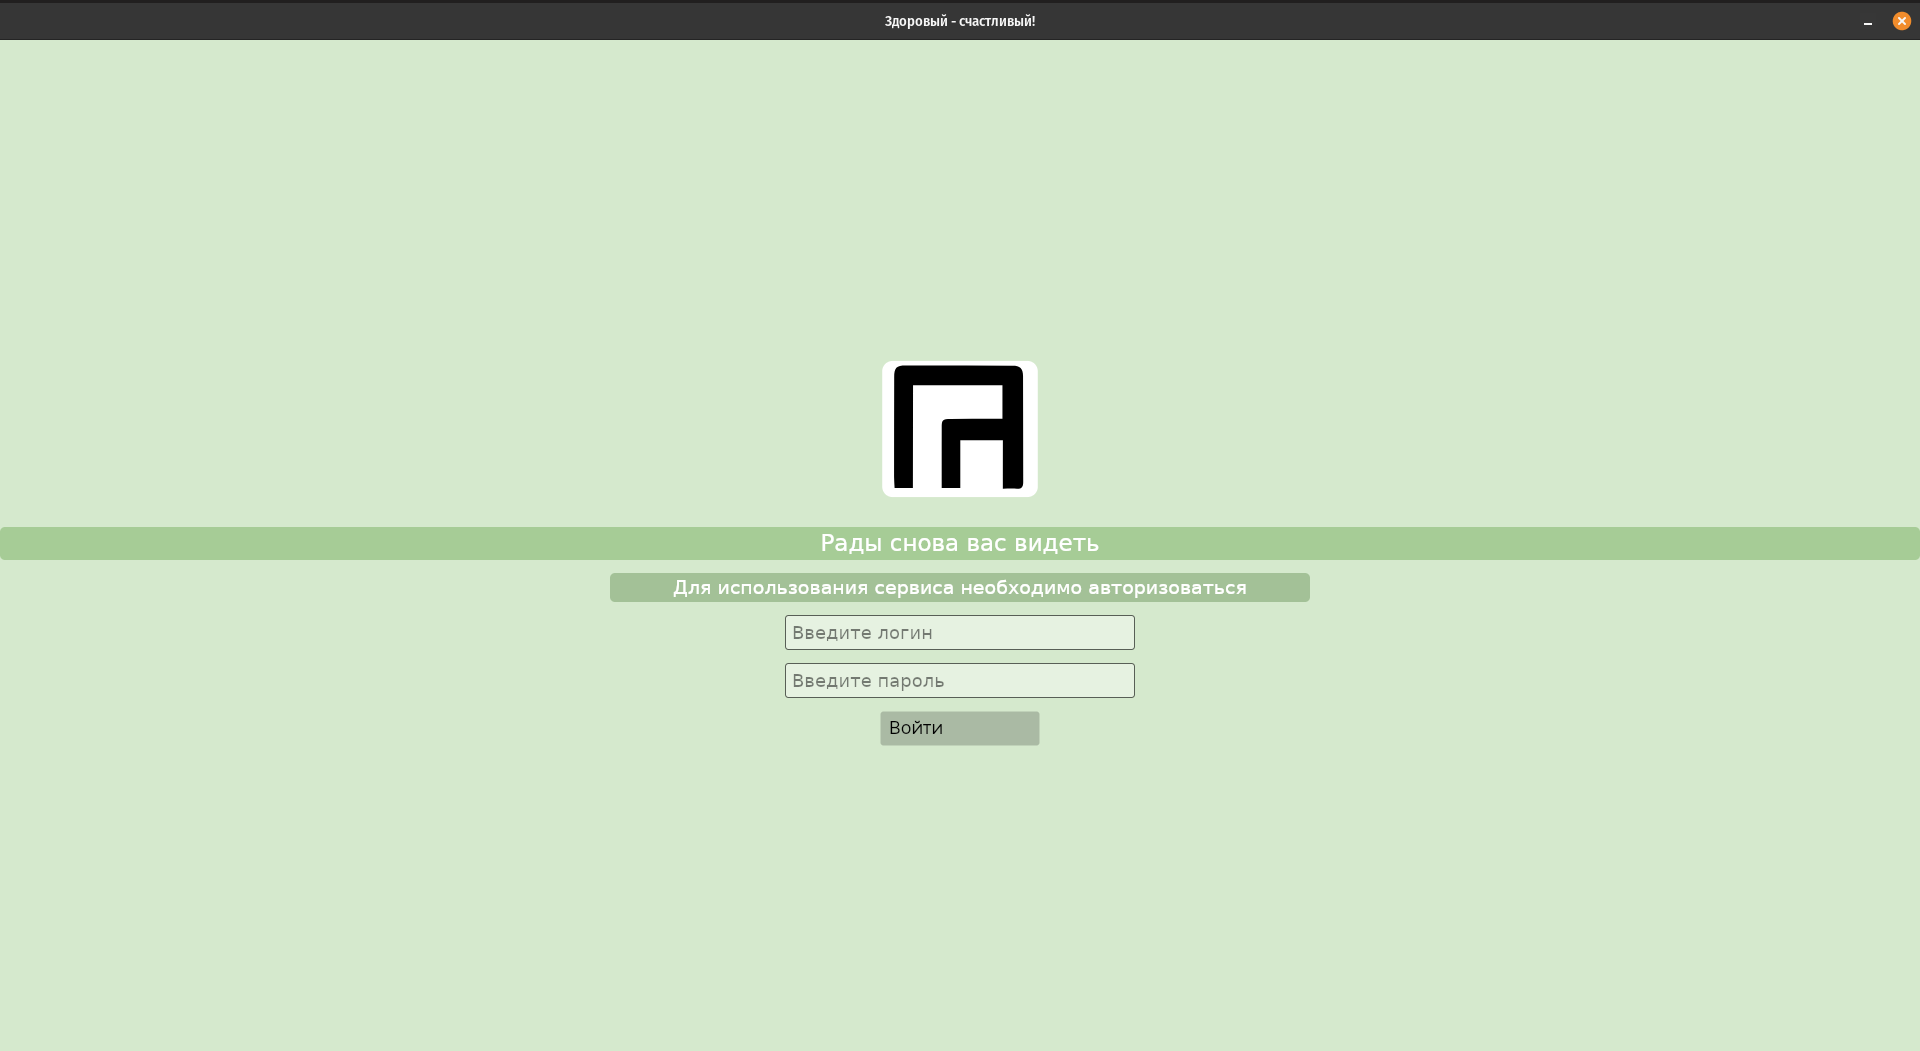 Здоровый - счастливый!
Рады снова вас видеть
Для использования сервиса необходимо авторизоваться
Введите логин
Введите пароль
Войти